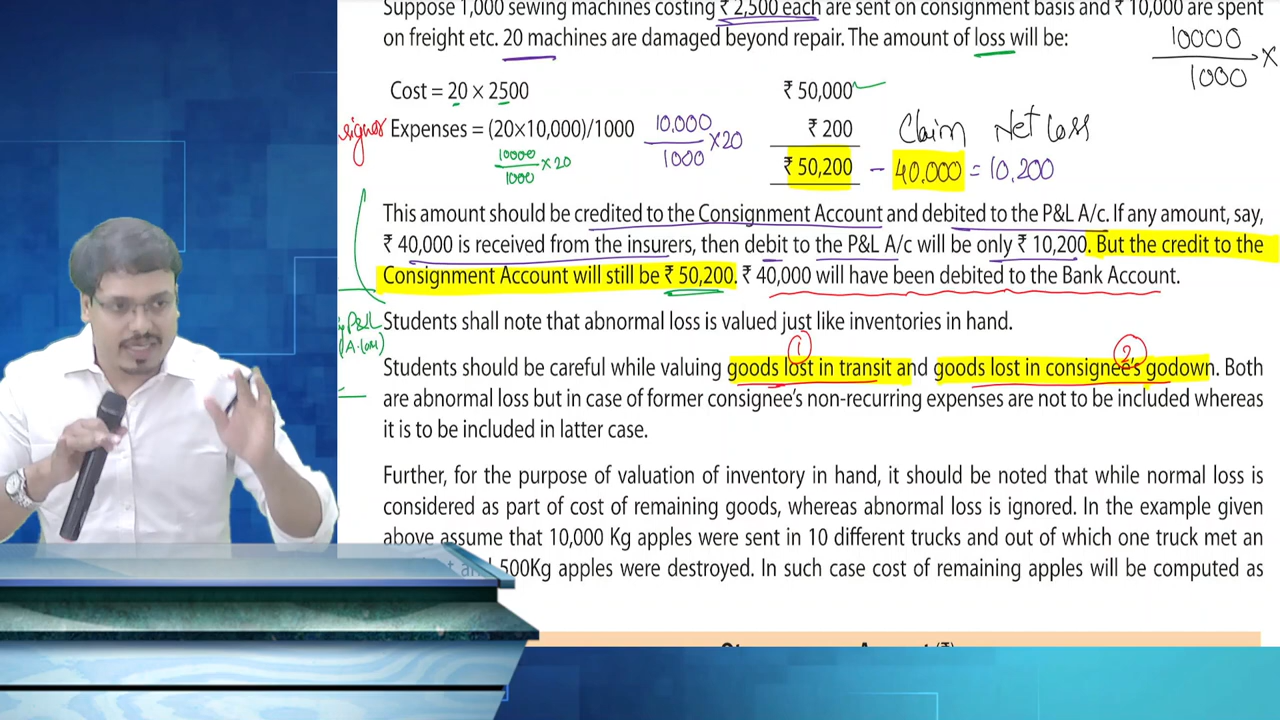 Suppose 1,000 sewing machines costing ₹ 2,500 each are sent on consignment basis and ₹ 10,000 are spent
on freight etc. 20 machines are damaged beyond repair. The amount of loss will be:
10000
1000 ×
Cost = 20 × 2500 ₹ 50,000
signor Expenses = (20×10,000)/1000 10,000 ×20 ₹ 200 Claim Net Loss
1000
10000 ×20
1000
₹ 50,200 - 40,000 = 10,200
This amount should be credited to the Consignment Account and debited to the P&L A/c. If any amount, say,
₹ 40,000 is received from the insurers, then debit to the P&L A/c will be only ₹ 10,200. But the credit to the
Consignment Account will still be ₹ 50,200. ₹ 40,000 will have been debited to the Bank Account.
P&L
Students shall note that abnormal loss is valued just like inventories in hand.
1 2
Students should be careful while valuing goods lost in transit and goods lost in consignee's godown. Both
are abnormal loss but in case of former consignee's non-recurring expenses are not to be included whereas
it is to be included in latter case.
Further, for the purpose of valuation of inventory in hand, it should be noted that while normal loss is
considered as part of cost of remaining goods, whereas abnormal loss is ignored. In the example given
above assume that 10,000 Kg apples were sent in 10 different trucks and out of which one truck met an
500Kg apples were destroyed. In such case cost of remaining apples will be computed as